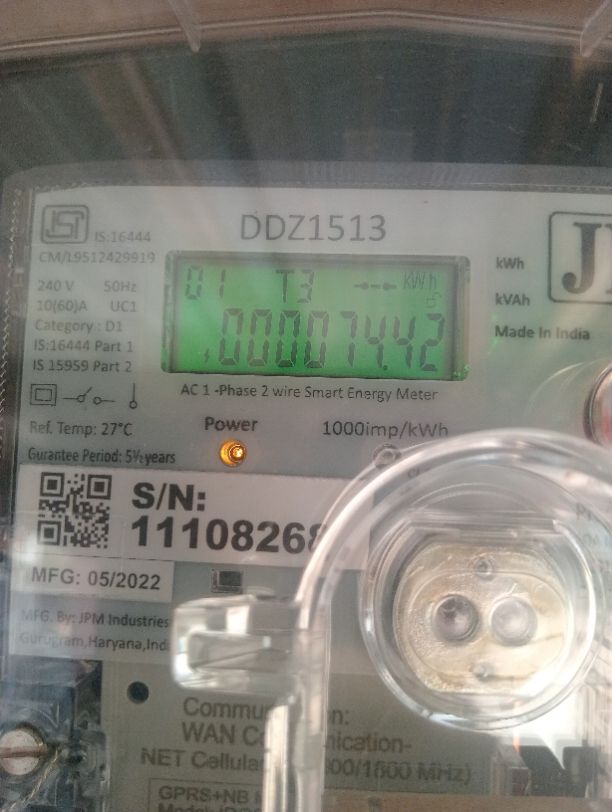 DDZ1513
ISI
IS:16444
CM/L9512429919
240 V 50Hz
10(60)A UC1
Category : D1
IS:16444 Part 1
IS 15959 Part 2
01 T3 kWh
000074.42
kWh
kVAh
Made In India
AC 1 -Phase 2 wire Smart Energy Meter
Ref. Temp: 27°C
Power
1000imp/kWh
Gurantee Period: 5½ years
S/N:
11108268
MFG: 05/2022
MFG. By: JPM Industries
Gurugram,Haryana,
WAN
NET
GPRS+NB